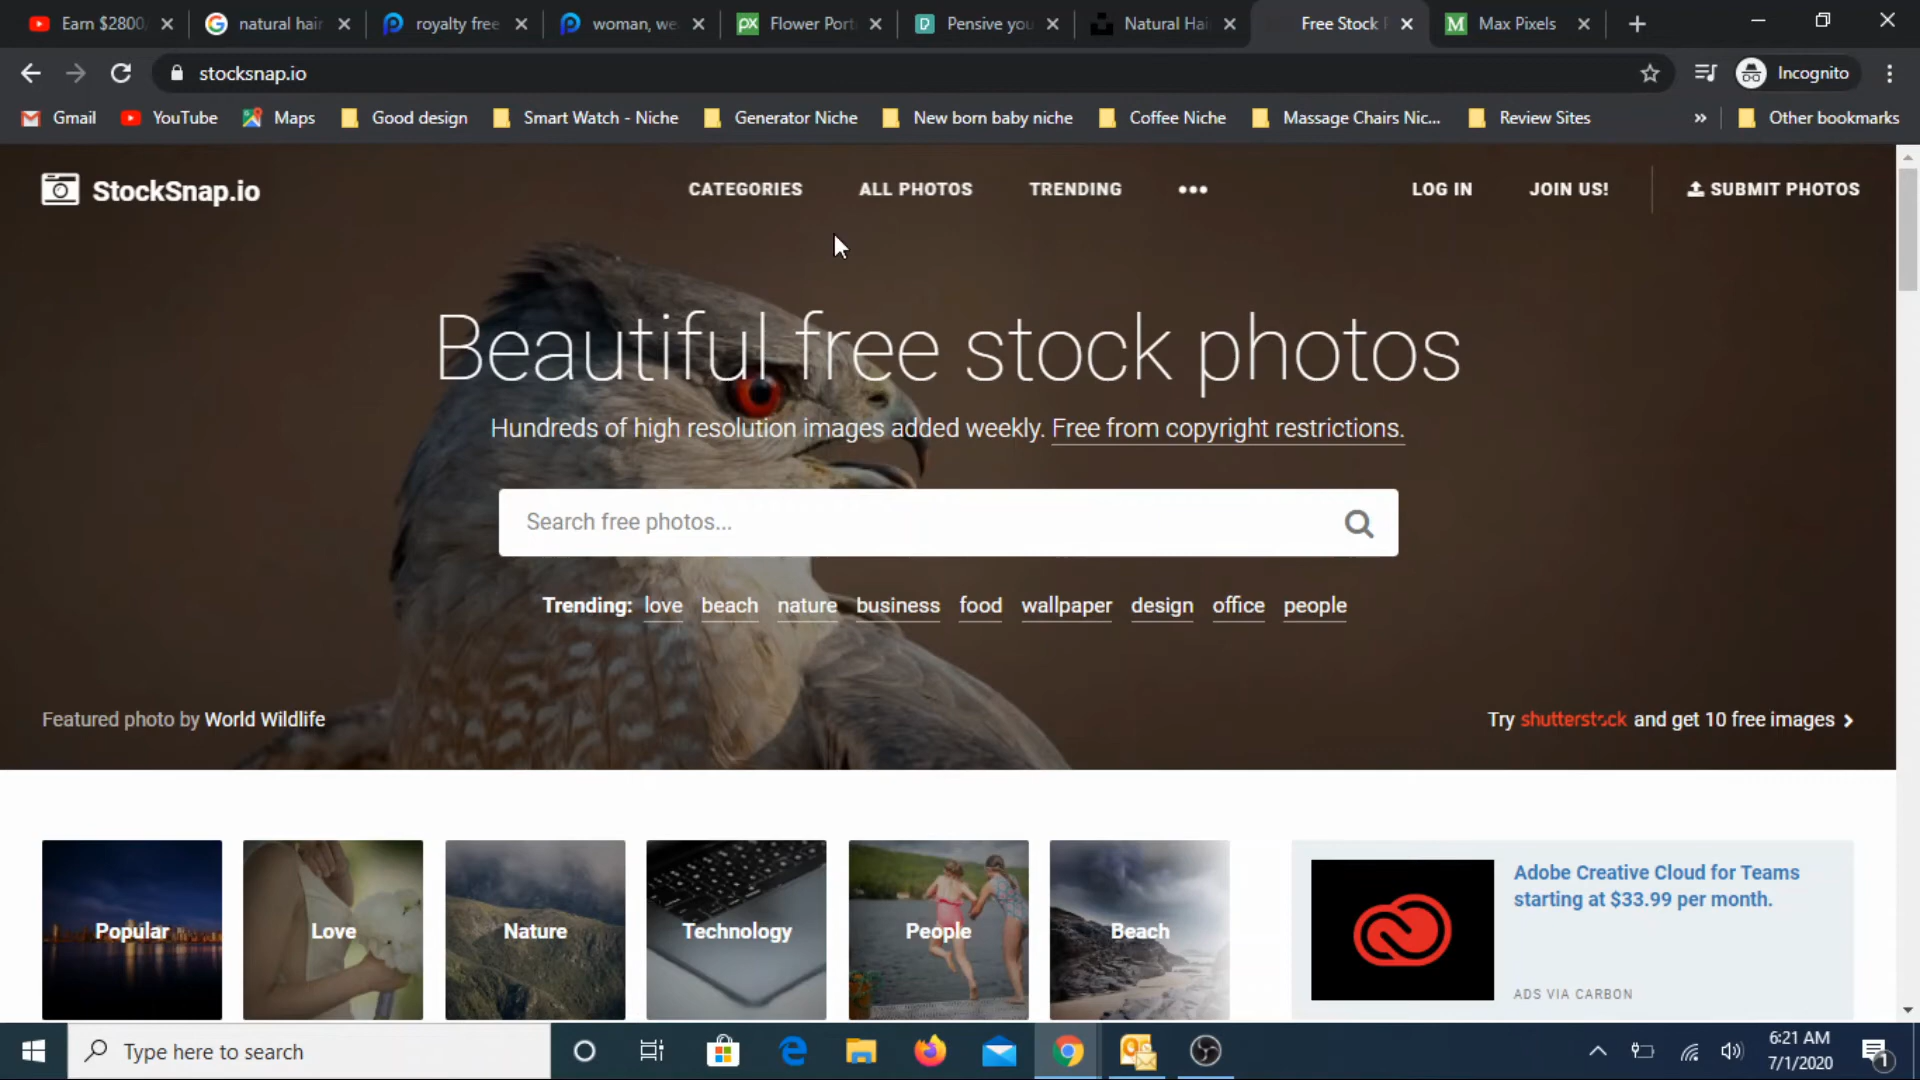 Earn $2800/
natural hair
royalty free
woman, we
Flower Port
Pensive you
Natural Hai
Free Stock P
Max Pixels
stocksnap.io
Incognito
Gmail
YouTube
Maps
Good design
Smart Watch - Niche
Generator Niche
New born baby niche
Coffee Niche
Massage Chairs Nic...
Review Sites
»
Other bookmarks
StockSnap.io
CATEGORIES
ALL PHOTOS
TRENDING
•••
LOG IN
JOIN US!
SUBMIT PHOTOS
Beautiful free stock photos
Hundreds of high resolution images added weekly. Free from copyright restrictions.
Search free photos...
Trending: love beach nature business food wallpaper design office people
Featured photo by World Wildlife
Try shutterstock and get 10 free images
Popular
Love
Nature
Technology
People
Beach
Adobe Creative Cloud for Teams
starting at $33.99 per month.
ADS VIA CARBON
Type here to search
6:21 AM
7/1/2020
1